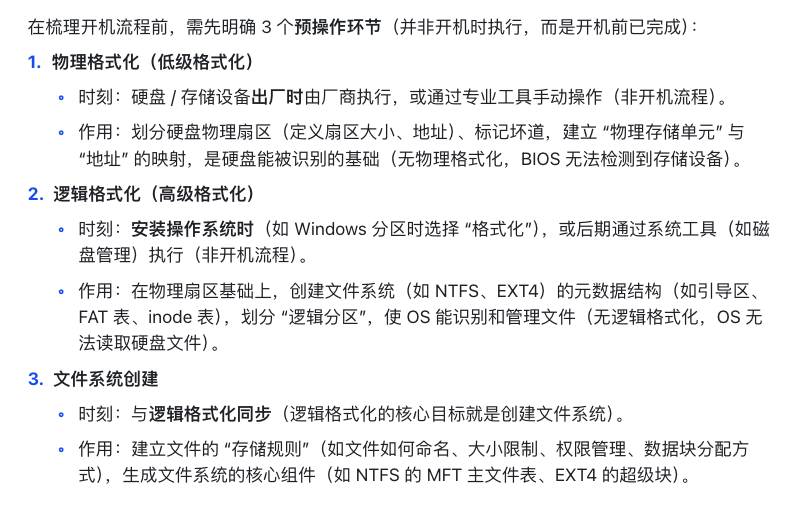 在梳理开机流程前，需先明确 3 个预操作环节（并非开机时执行，而是开机前已完成）：
1. 物理格式化（低级格式化）
◦ 时刻：硬盘 / 存储设备出厂时由厂商执行，或通过专业工具手动操作（非开机流程）。
◦ 作用：划分硬盘物理扇区（定义扇区大小、地址）、标记坏道，建立 “物理存储单元” 与
“地址” 的映射，是硬盘能被识别的基础（无物理格式化，BIOS 无法检测到存储设备）。
2. 逻辑格式化（高级格式化）
◦ 时刻：安装操作系统时（如 Windows 分区时选择 “格式化”），或后期通过系统工具（如磁
盘管理）执行（非开机流程）。
◦ 作用：在物理扇区基础上，创建文件系统（如 NTFS、EXT4）的元数据结构（如引导区、
FAT 表、inode 表），划分 “逻辑分区”，使 OS 能识别和管理文件（无逻辑格式化，OS 无
法读取硬盘文件）。
3. 文件系统创建
◦ 时刻：与逻辑格式化同步（逻辑格式化的核心目标就是创建文件系统）。
◦ 作用：建立文件的 “存储规则”（如文件如何命名、大小限制、权限管理、数据块分配方
式），生成文件系统的核心组件（如 NTFS 的 MFT 主文件表、EXT4 的超级块）。